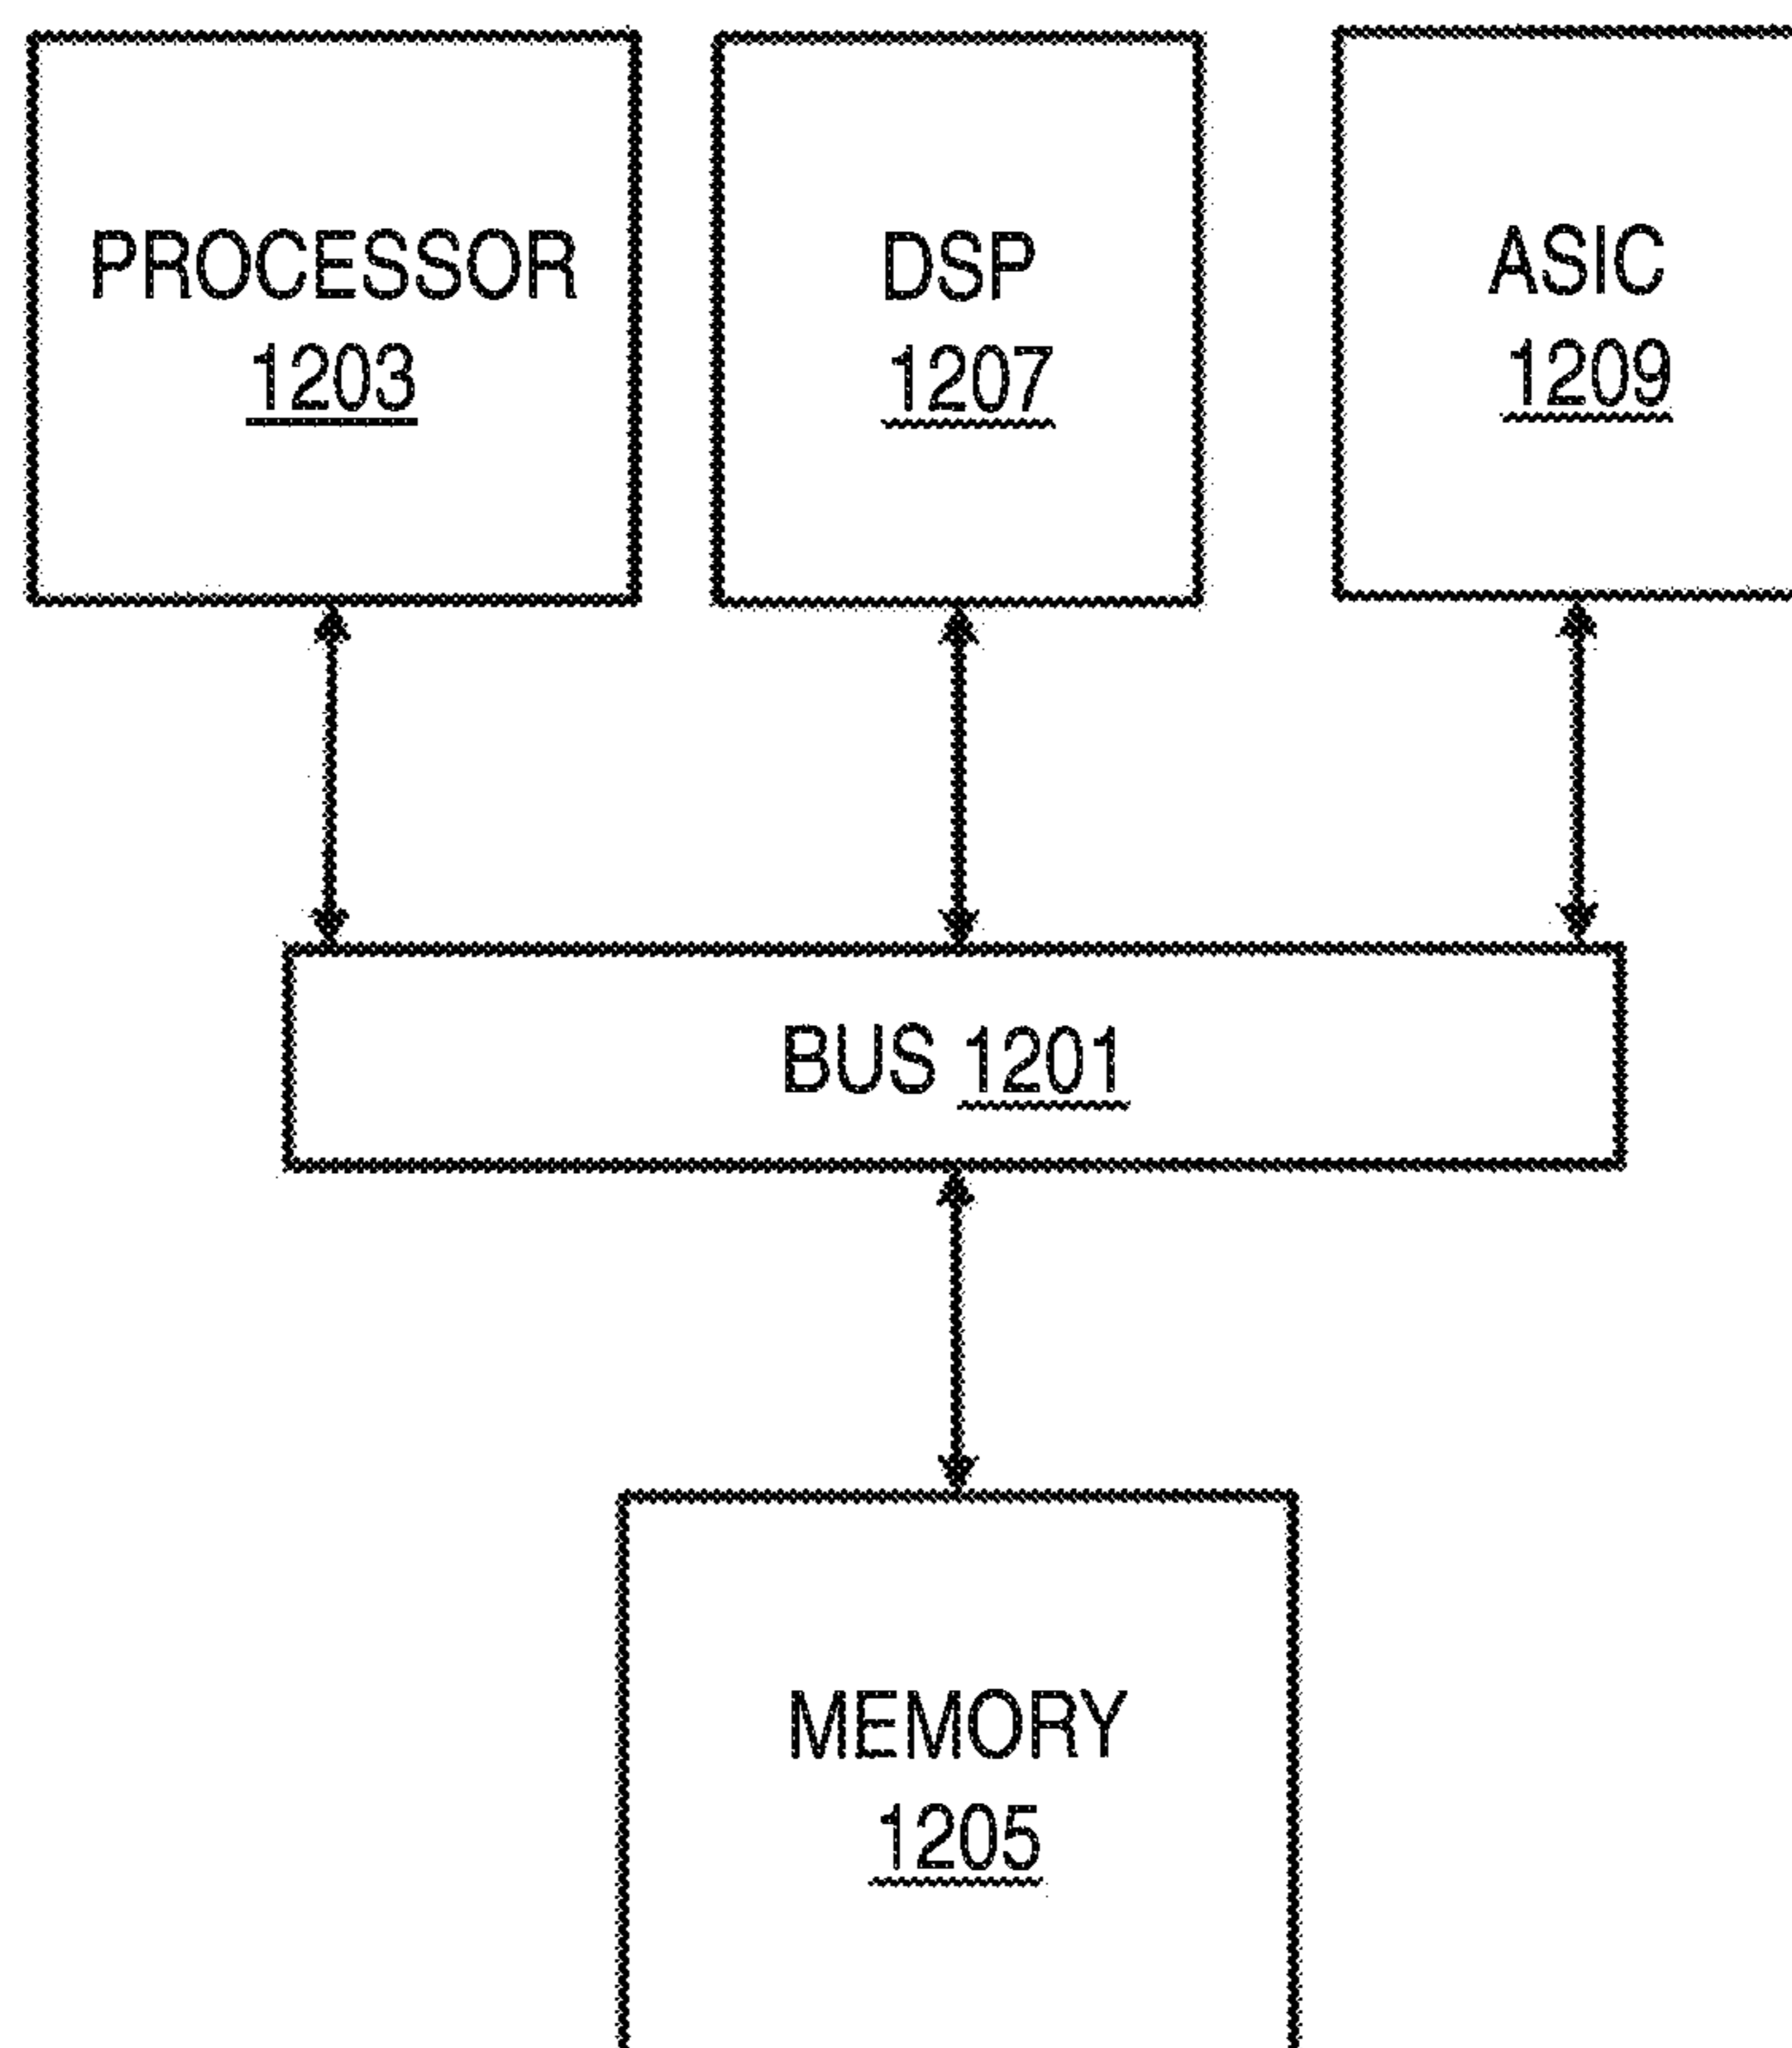 PROCESSOR
1203
DSP
1207
ASIC
1209
BUS 1201
MEMORY
1205